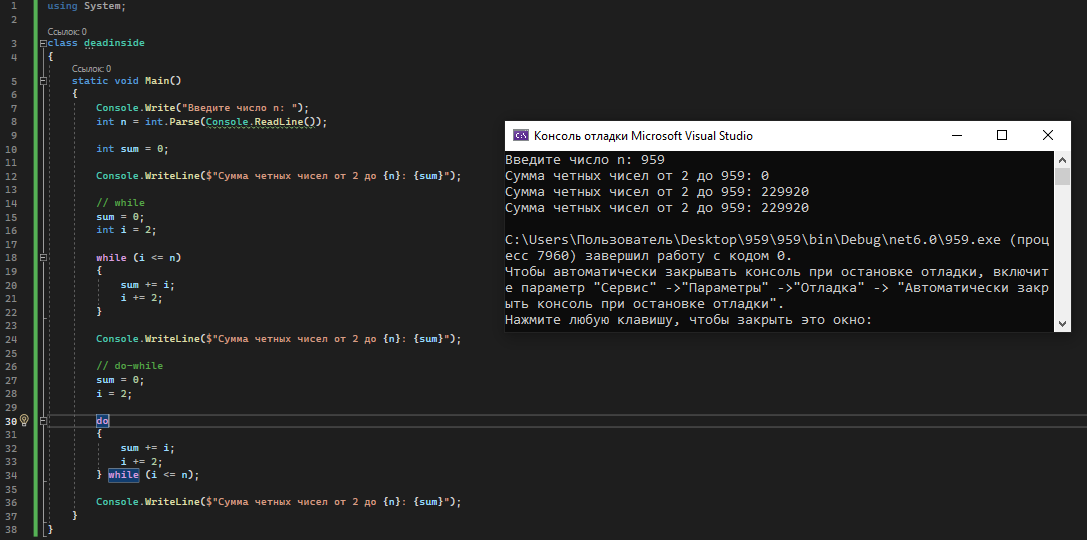 1 using System;
2
Ссылок: 0
3 class deadinside
4 {
Ссылок: 0
5 static void Main()
6 {
7 Console.Write("Введите число n: ");
8 int n = int.Parse(Console.ReadLine());
9
10 int sum = 0;
11
12 Console.WriteLine($"Сумма четных чисел от 2 до {n}: {sum}");
13
14 // while
15 sum = 0;
16 int i = 2;
17
18 while (i <= n)
19 {
20 sum += i;
21 i += 2;
22 }
23
24 Console.WriteLine($"Сумма четных чисел от 2 до {n}: {sum}");
25
26 // do-while
27 sum = 0;
28 i = 2;
29
30 do
31 {
32 sum += i;
33 i += 2;
34 } while (i <= n);
35
36 Console.WriteLine($"Сумма четных чисел от 2 до {n}: {sum}");
37 }
38 }
C:\ Консоль отладки Microsoft Visual Studio
Введите число n: 959
Сумма четных чисел от 2 до 959: 0
Сумма четных чисел от 2 до 959: 229920
Сумма четных чисел от 2 до 959: 229920
C:\Users\Пользователь\Desktop\959\959\bin\Debug\net6.0\959.exe (проц
есс 7960) завершил работу с кодом 0.
Чтобы автоматически закрывать консоль при остановке отладки, включит
е параметр "Сервис" ->"Параметры" ->"Отладка" -> "Автоматически закр
ыть консоль при остановке отладки".
Нажмите любую клавишу, чтобы закрыть это окно: